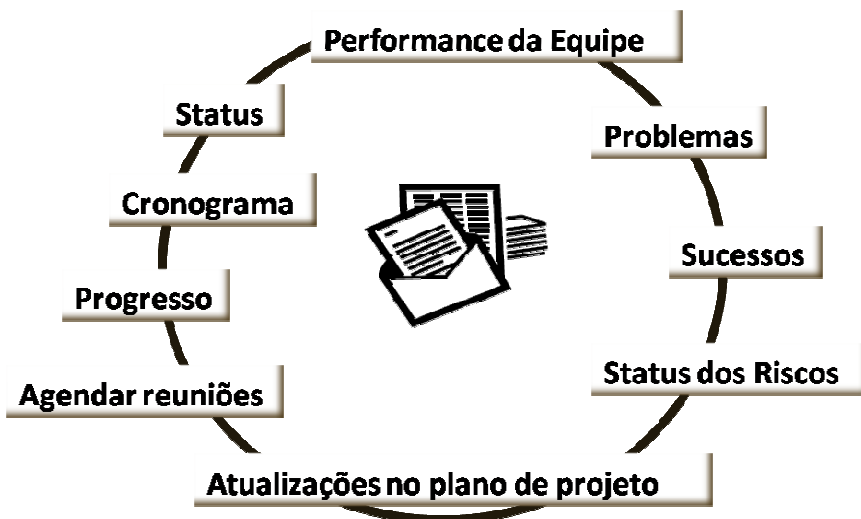 Performance da Equipe
Status
Problemas
Cronograma
Sucessos
Progresso
Status dos Riscos
Agendar reuniões
Atualizações no plano de projeto